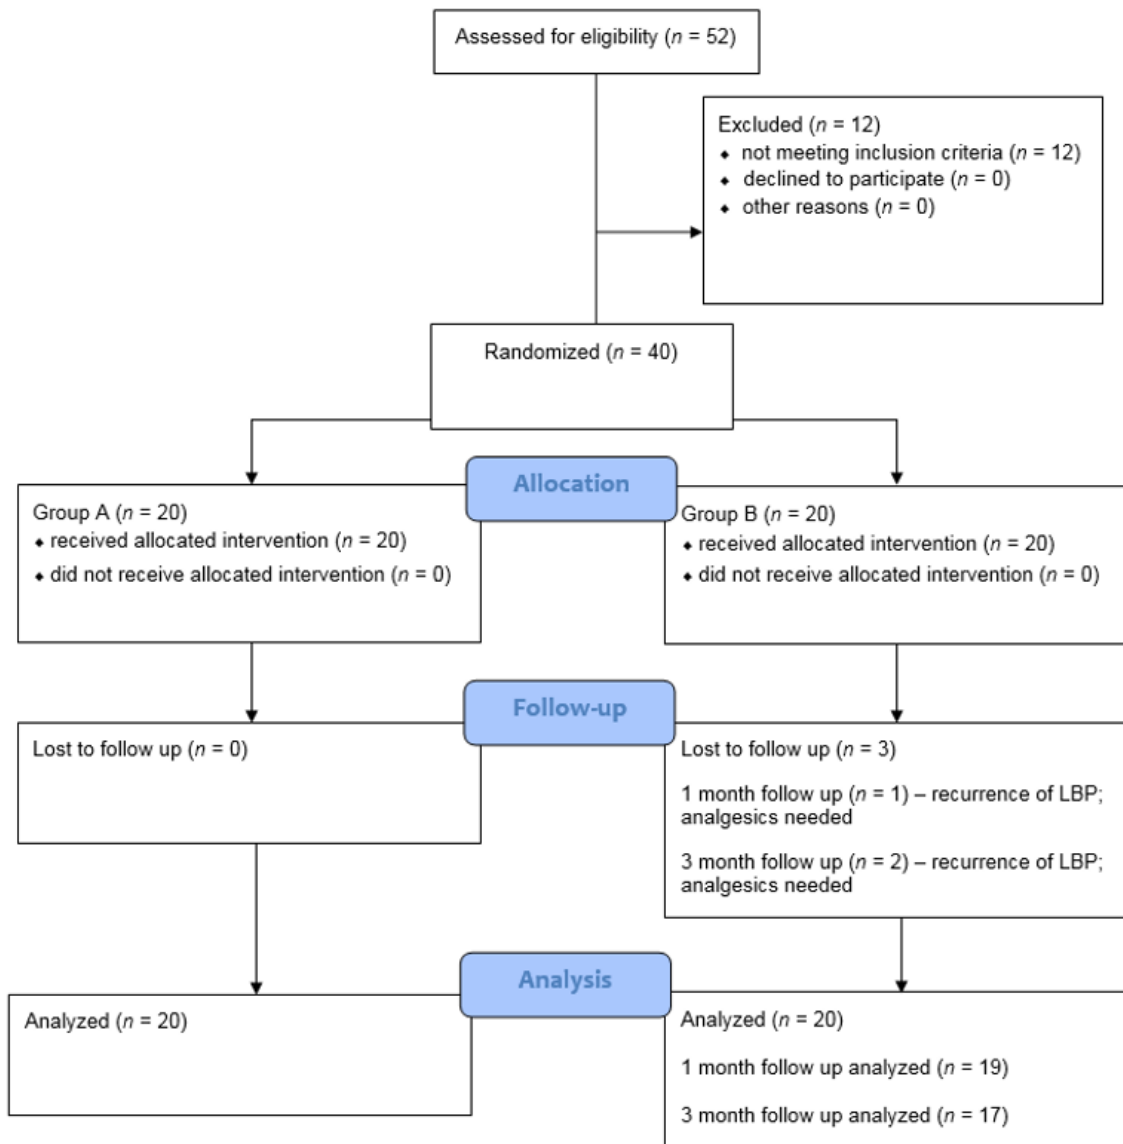 Assessed for eligibility (n = 52)
Excluded (n = 12)
⬥ not meeting inclusion criteria (n = 12)
⬥ declined to participate (n = 0)
⬥ other reasons (n = 0)
Randomized (n = 40)
Allocation
Group A (n = 20)
⬥ received allocated intervention (n = 20)
⬥ did not receive allocated intervention (n = 0)
Group B (n = 20)
⬥ received allocated intervention (n = 20)
⬥ did not receive allocated intervention (n = 0)
Follow-up
Lost to follow up (n = 0)
Lost to follow up (n = 3)
1 month follow up (n = 1) – recurrence of LBP;
analgesics needed
3 month follow up (n = 2) – recurrence of LBP;
analgesics needed
Analysis
Analyzed (n = 20)
Analyzed (n = 20)
1 month follow up analyzed (n = 19)
3 month follow up analyzed (n = 17)